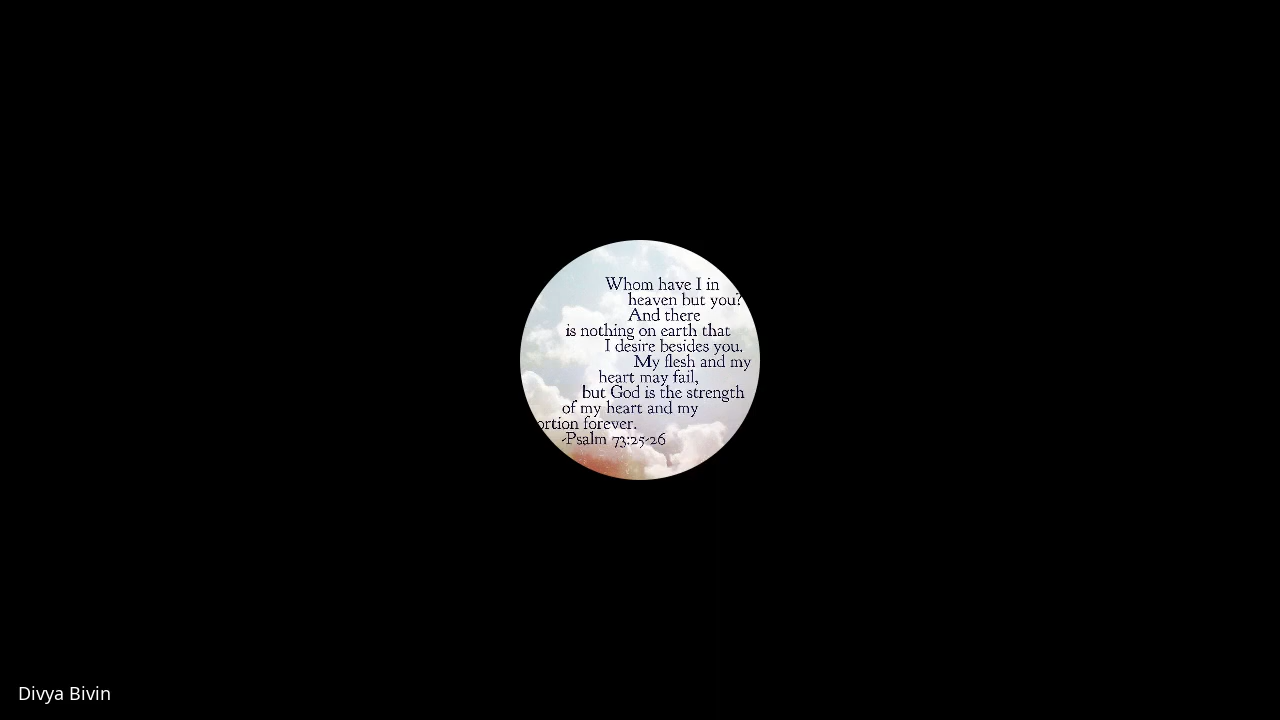 Whom have I in
heaven but you?
And there
is nothing on earth that
I desire besides you.
My flesh and my
heart may fail,
but God is the strength
of my heart and my
ortion forever.
-Psalm 73:25-26
Divya Bivin